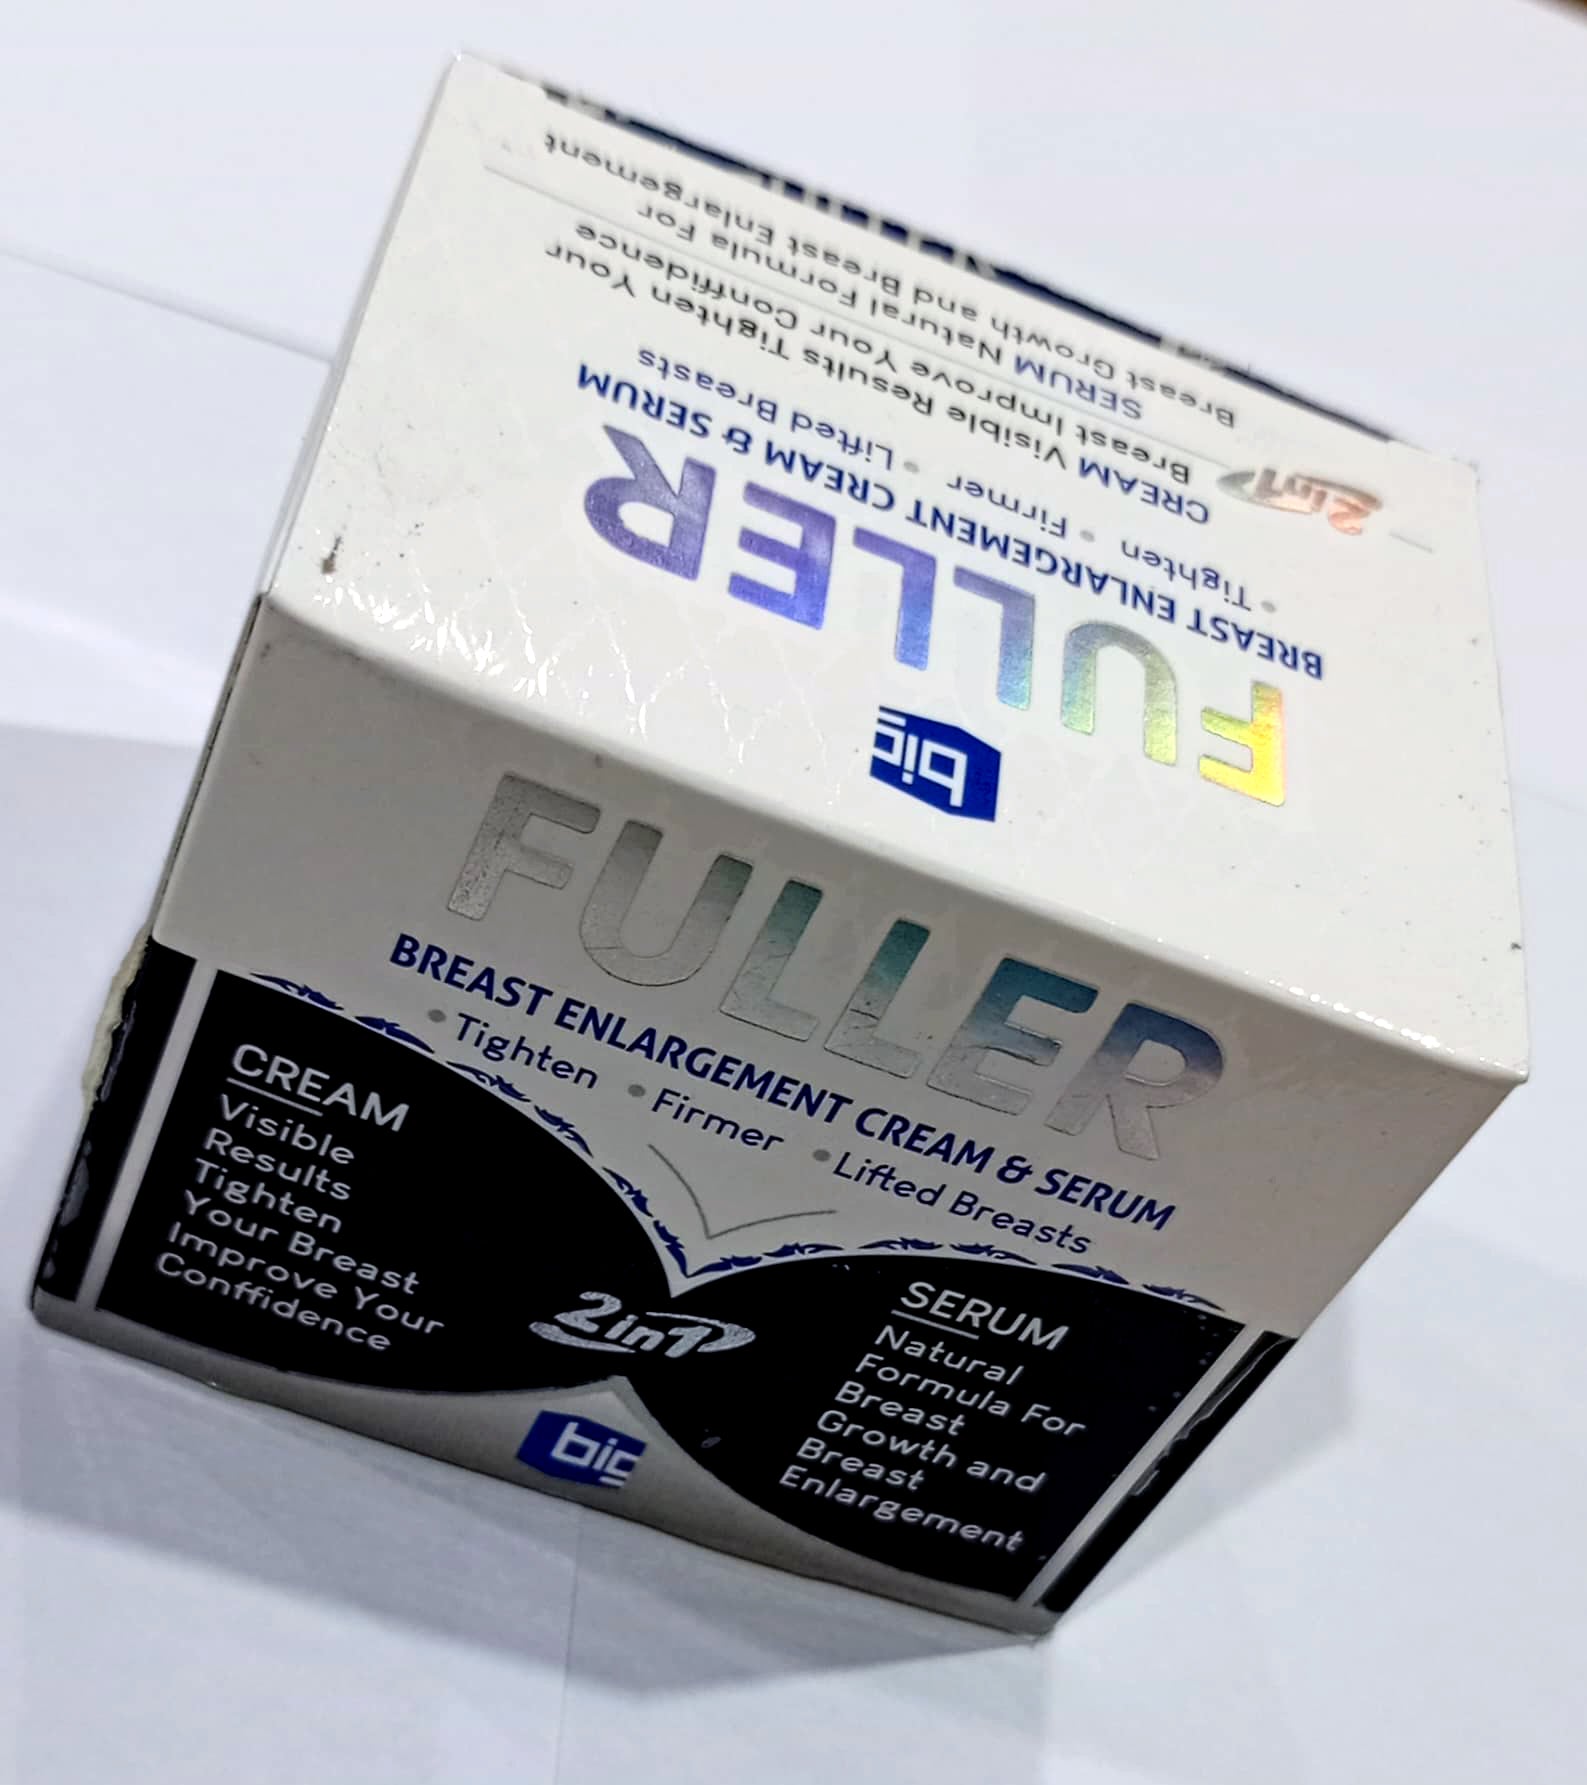 FULLER
BREAST ENLARGEMENT CREAM & SERUM
• Tighten • Firmer • Lifted Breasts
CREAM
Visible
Results
Tighten
Your Breast
Improve Your
Conffidence
2in1
SERUM
Natural
Formula For
Breast
Growth and
Breast
Enlargement
big
big
FULLER
BREAST ENLARGEMENT CREAM & SERUM
• Tighten • Firmer • Lifted Breasts
2in1
CREAM Visible Results Tighten Your
Breast Improve Your Conffidence
SERUM Natural Formula For
Breast Growth and Breast Enlargement